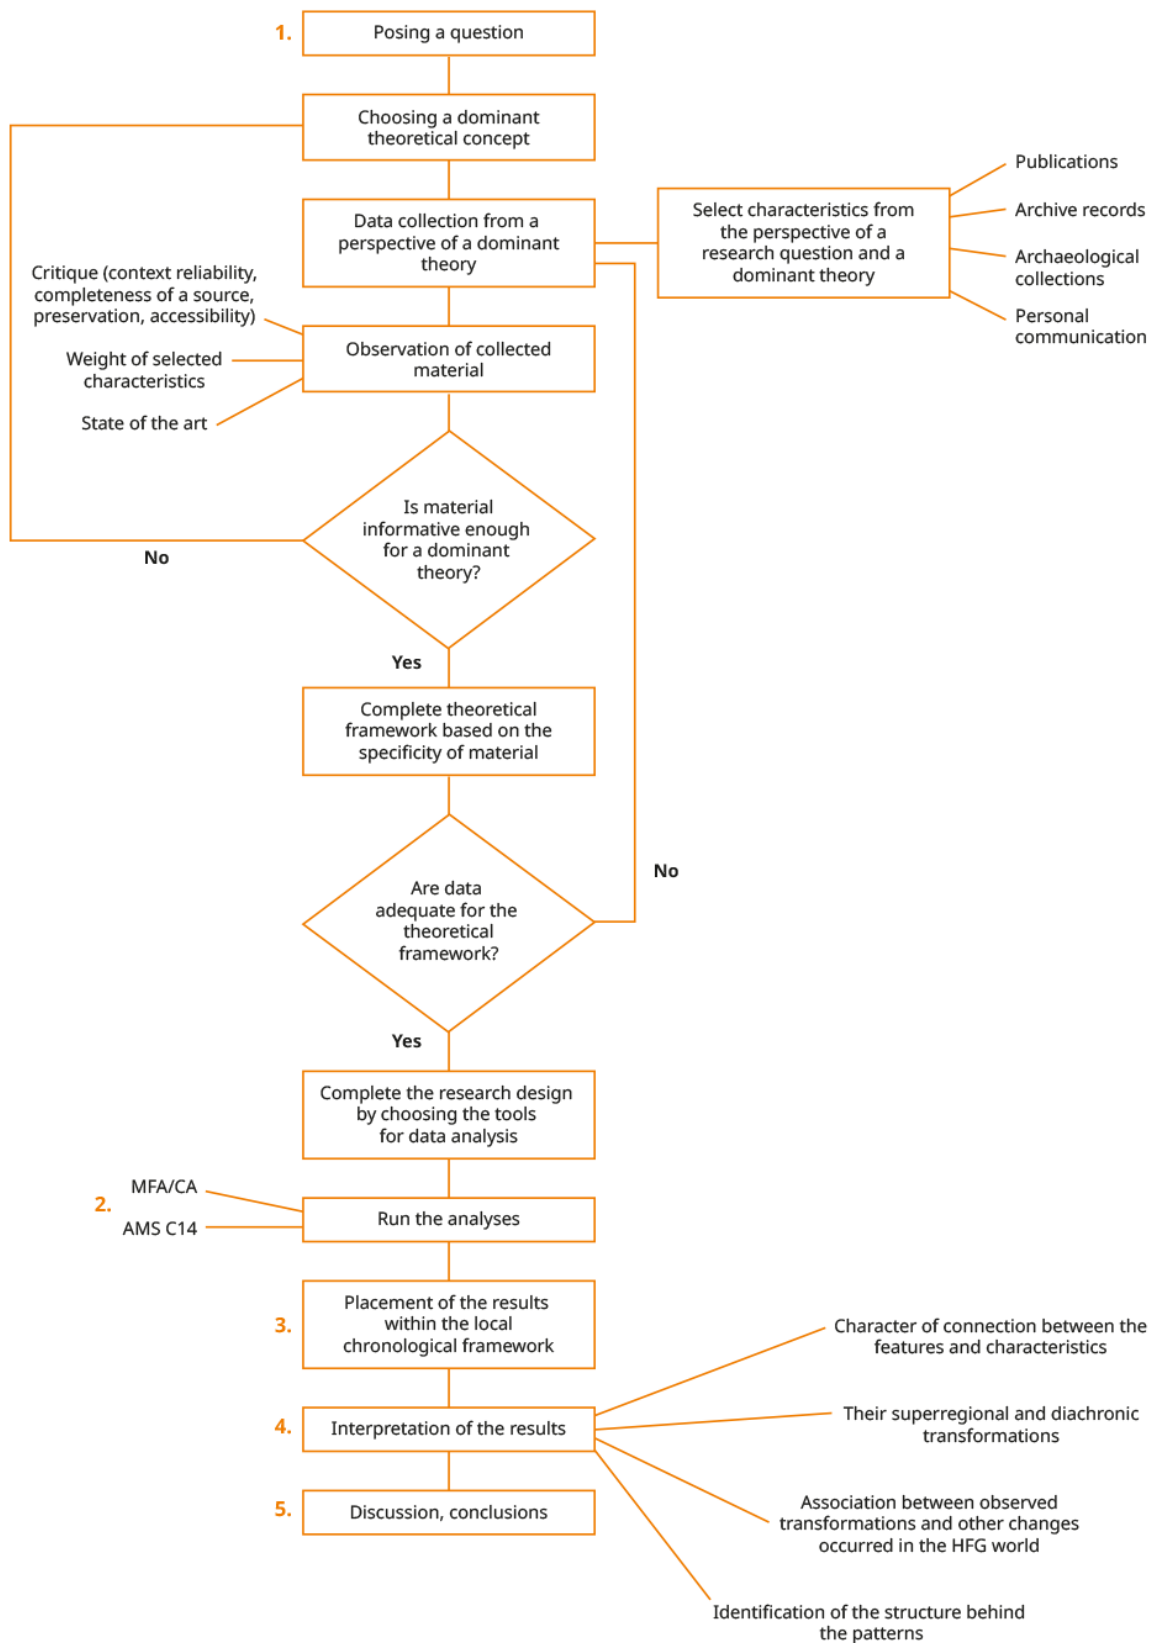 1.
Posing a question
Choosing a dominant
theoretical concept
Data collection from a
perspective of a dominant
theory
Select characteristics from
the perspective of a
research question and a
dominant theory
Publications
Archive records
Archaeological
collections
Personal
communication
Critique (context reliability,
completeness of a source,
preservation, accessibility)
Weight of selected
characteristics
State of the art
Observation of collected
material
Is material
informative enough
for a dominant
theory?
No
Yes
Complete theoretical
framework based on the
specificity of material
Are data
adequate for the
theoretical
framework?
No
Yes
Complete the research design
by choosing the tools
for data analysis
2.
MFA/CA
AMS C14
Run the analyses
3.
Placement of the results
within the local
chronological framework
4.
Interpretation of the results
Character of connection between the
features and characteristics
Their superregional and diachronic
transformations
Association between observed
transformations and other changes
occurred in the HFG world
Identification of the structure behind
the patterns
5.
Discussion, conclusions